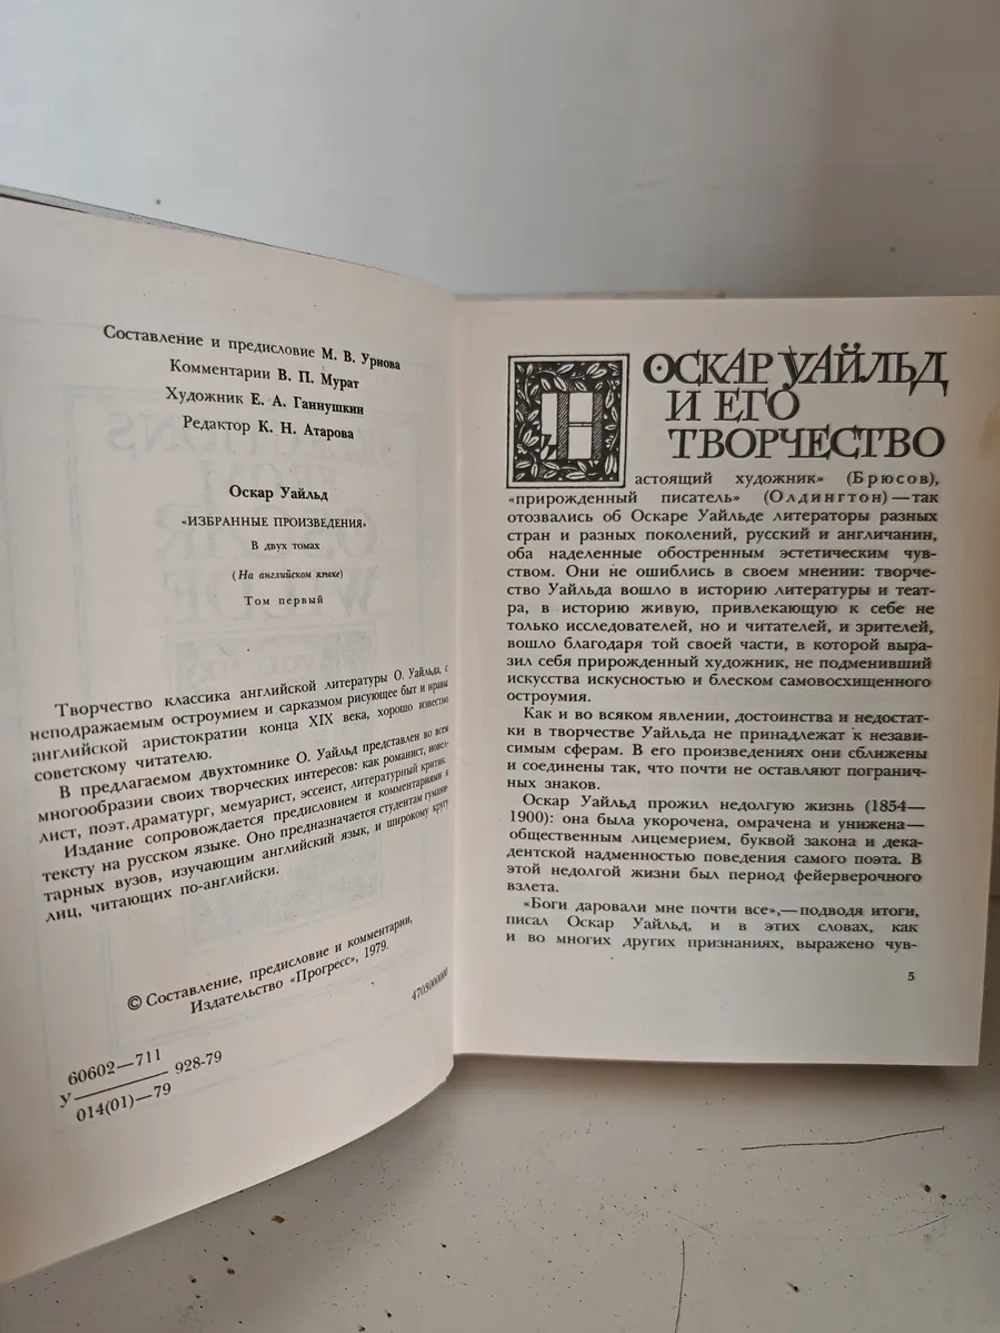 Составление и предисловие М. В. Урнова
Комментарии В. П. Мурат
Художник Е. А. Ганнушкин
Редактор К. Н. Атарова
Оскар Уайльд
«ИЗБРАННЫЕ ПРОИЗВЕДЕНИЯ»
В двух томах
(На английском языке)
Том первый
Творчество классика английской литературы О. Уайльда, с
неподражаемым остроумием и сарказмом рисующее быт и нравы
английской аристократии конца XIX века, хорошо известно
советскому читателю.
В предлагаемом двухтомнике О. Уайльд представлен во всем
многообразии своих творческих интересов: как романист, новел-
лист, поэт, драматург, мемуарист, эссеист, литературный критик.
Издание сопровождается предисловием и комментариями к
тексту на русском языке. Оно предназначается студентам гумани-
тарных вузов, изучающим английский язык, и широкому кругу
лиц, читающих по-английски.
© Составление, предисловие и комментарии,
Издательство «Прогресс», 1979.
4703000000
60602—711
У 928-79
014(01)—79
ОСКАР УАЙЛЬД
И ЕГО
ТВОРЧЕСТВО
Настоящий художник» (Брюсов),
«прирожденный писатель» (Олдингтон)—так
отозвались об Оскаре Уайльде литераторы разных
стран и разных поколений, русский и англичанин,
оба наделенные обостренным эстетическим чув-
ством. Они не ошиблись в своем мнении: творче-
ство Уайльда вошло в историю литературы и теат-
ра, в историю живую, привлекающую к себе не
только исследователей, но и читателей, и зрителей,
вошло благодаря той своей части, в которой выра-
зил себя прирожденный художник, не подменивший
искусства искусностью и блеском самовосхищенного
остроумия.
Как и во всяком явлении, достоинства и недостат-
ки в творчестве Уайльда не принадлежат к незави-
симым сферам. В его произведениях они сближены
и соединены так, что почти не оставляют погранич-
ных знаков.
Оскар Уайльд прожил недолгую жизнь (1854—
1900): она была укорочена, омрачена и унижена—
общественным лицемерием, буквой закона и дека-
дентской надменностью поведения самого поэта. В
этой недолгой жизни был период фейерверочного
взлета.
«Боги даровали мне почти все»,—подводя итоги,
писал Оскар Уайльд, и в этих словах, как
и во многих других признаниях, выражено чув-
5